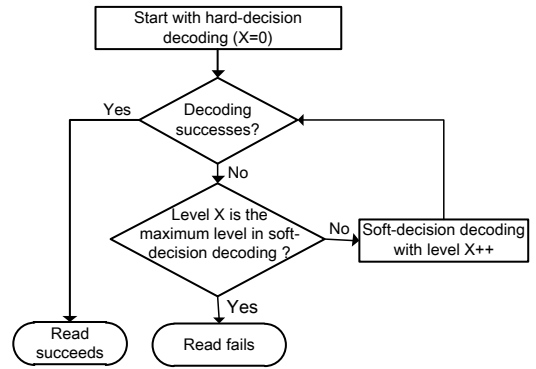 Start with hard-decision
decoding (X=0)
Yes
Decoding
successes?
No
Level X is the
maximum level in soft-
decision decoding ?
No
Soft-decision decoding
with level X++
Yes
Read
succeeds
Read fails